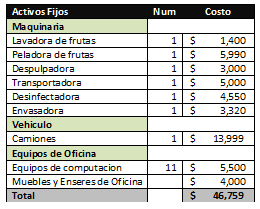 Activos Fijos Num Costo
Maquinaria
Lavadora de frutas 1 $ 1,400
Peladora de frutas 1 $ 5,990
Despulpadora 1 $ 3,000
Transportadora 1 $ 5,000
Desinfectadora 1 $ 4,550
Envasadora 1 $ 3,320
Vehiculo
Camiones 1 $ 13,999
Equipos de Oficina
Equipos de computacion 11 $ 5,500
Muebles y Enseres de Oficina $ 4,000
Total $ 46,759